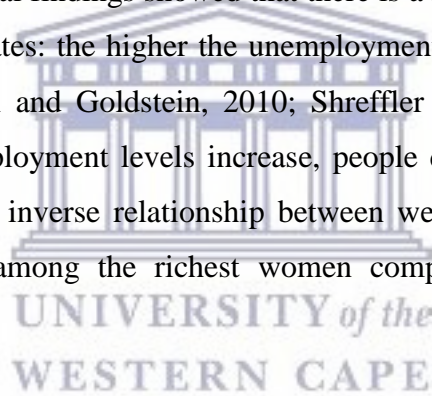 al findings showed that there is a
tes: the higher the unemploymen
and Goldstein, 2010; Shreffler
ployment levels increase, people
inverse relationship between we
among the richest women comp
UNIVERSITY of the
WESTERN CAPE